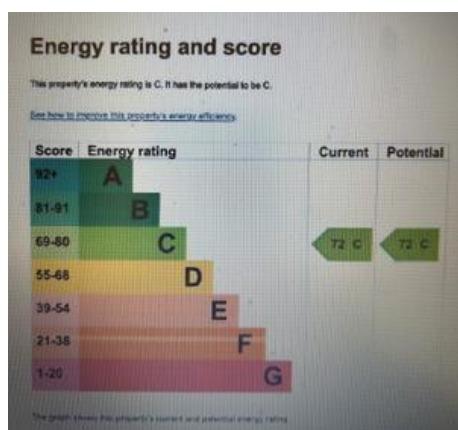 Energy rating and score
This property's energy rating is C. It has the potential to be C.
See how to improve this property's energy efficiency.
Score Energy rating Current Potential
92+ A
81-91 B
69-80 C 72 C 72 C
55-68 D
39-54 E
21-38 F
1-20 G
The graph shows this property's current and potential energy rating